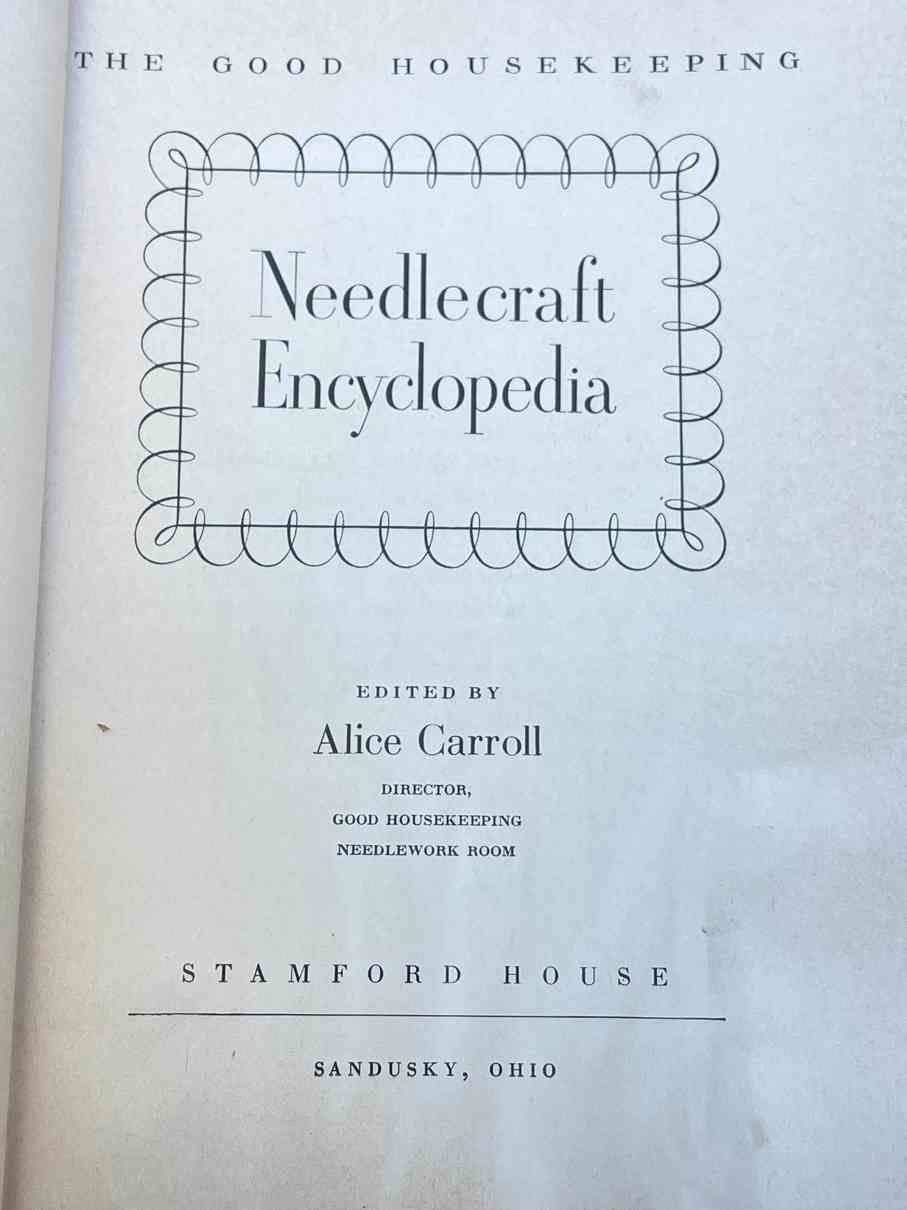 THE GOOD HOUSEKEEPING
Needlecraft
Encyclopedia
EDITED BY
Alice Carroll
DIRECTOR,
GOOD HOUSEKEEPING
NEEDLEWORK ROOM
STAMFORD HOUSE
SANDUSKY, OHIO